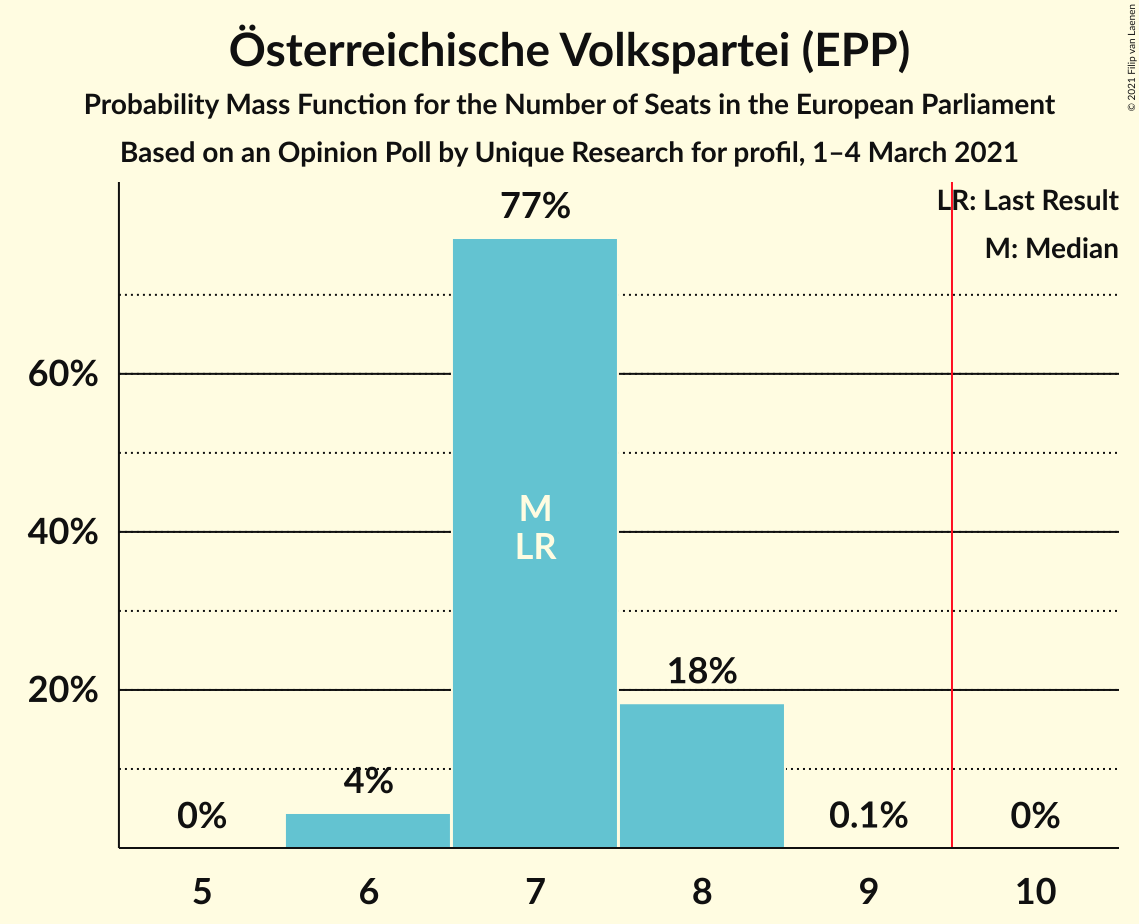 Österreichische Volkspartei (EPP)
Probability Mass Function for the Number of Seats in the European Parliament
Based on an Opinion Poll by Unique Research for profil, 1–4 March 2021
© 2021 Filip van Laenen
LR: Last Result
M: Median
77%
60%
M
40%
LR
18%
20%
4%
0%
0.1%
0%
5
6
7
8
9
10